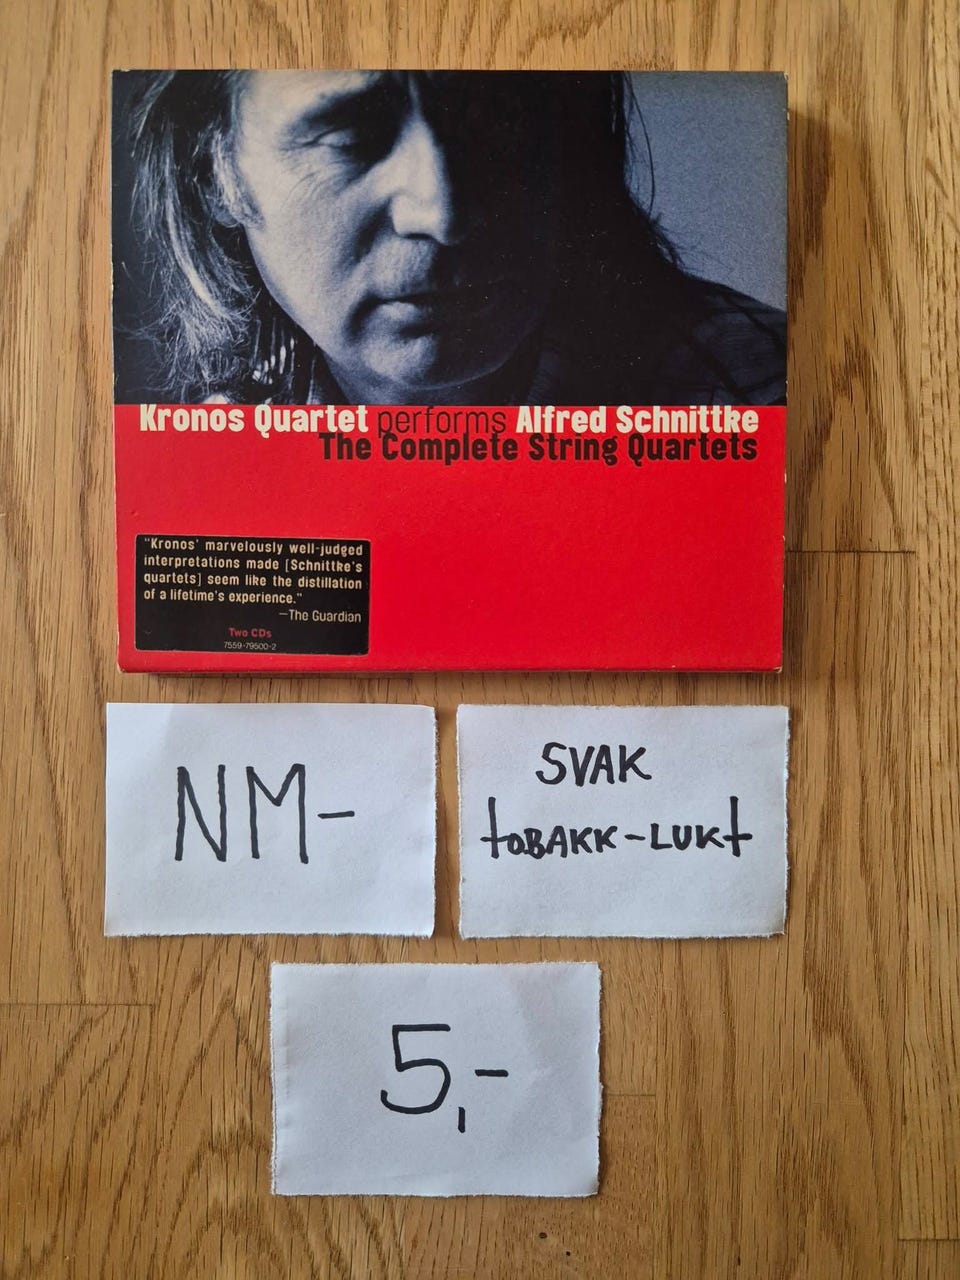 Kronos Quartet performs Alfred Schnittke
The Complete String Quartets
"Kronos' marvelously well-judged
interpretations made [Schnittke's
quartets] seem like the distillation
of a lifetime's experience."
—The Guardian
Two CDs
7559-79500-2
NM-
SVAK
tOBAKK-LUKt
5,-